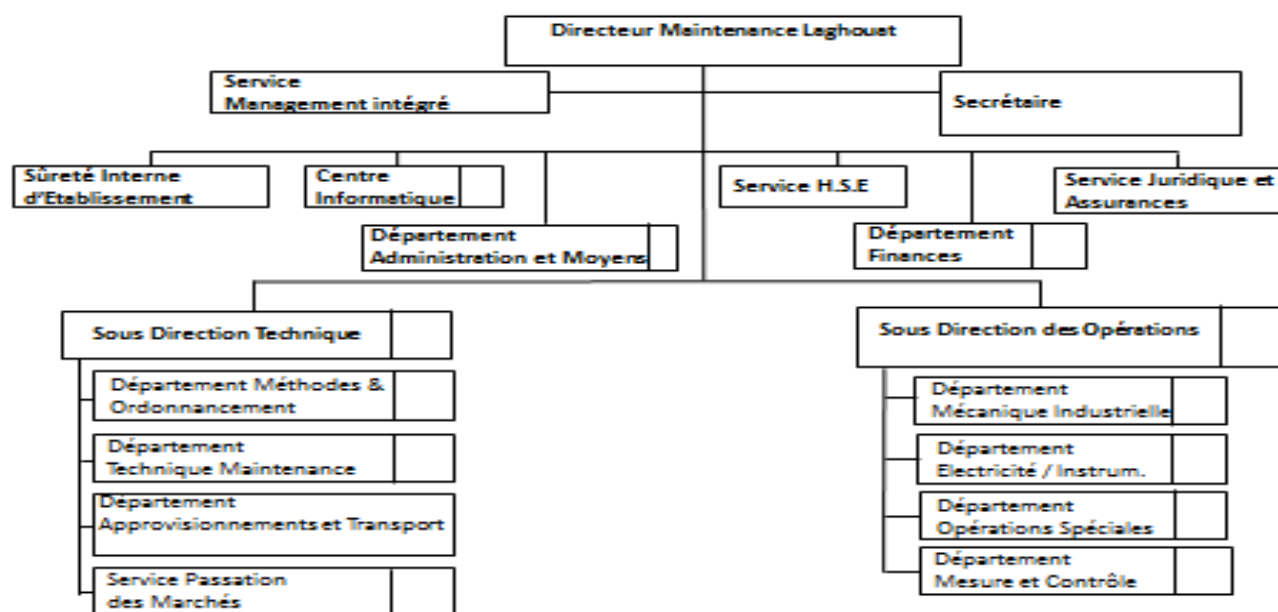 Directeur Maintenance Laghouat
Service
Management intégré
Secrétaire
Sûreté Interne
d'Etablissement
Centre
Informatique
Service H.S.E
Service Juridique et
Assurances
Département
Administration et Moyens
Département
Finances
Sous Direction Technique
Département Méthodes &
Ordonnancement
Département
Technique Maintenance
Département
Approvisionnements et Transport
Service Passation
des Marchés
Sous Direction des Opérations
Département
Mécanique Industrielle
Département
Electricité / Instrum.
Département
Opérations Spéciales
Département
Mesure et Contrôle